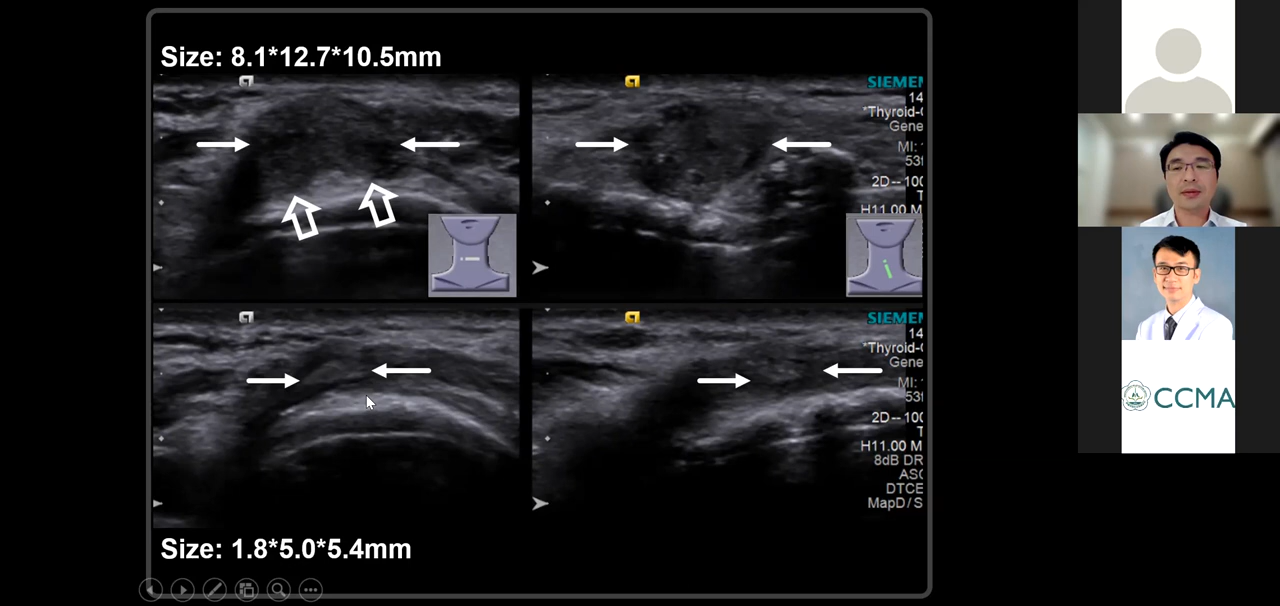 Size: 8.1*12.7*10.5mm
SIEMEN
14
*Thyroid-
Gene
MI:
53f
2D-- 100
H11.00 M
SIEMEN
14
*Thyroid-
Gene
MI:
53f
2D-- 100
H11.00 M
8dB DR
ASC
DTCE
MapD/S
Size: 1.8*5.0*5.4mm
CCMA